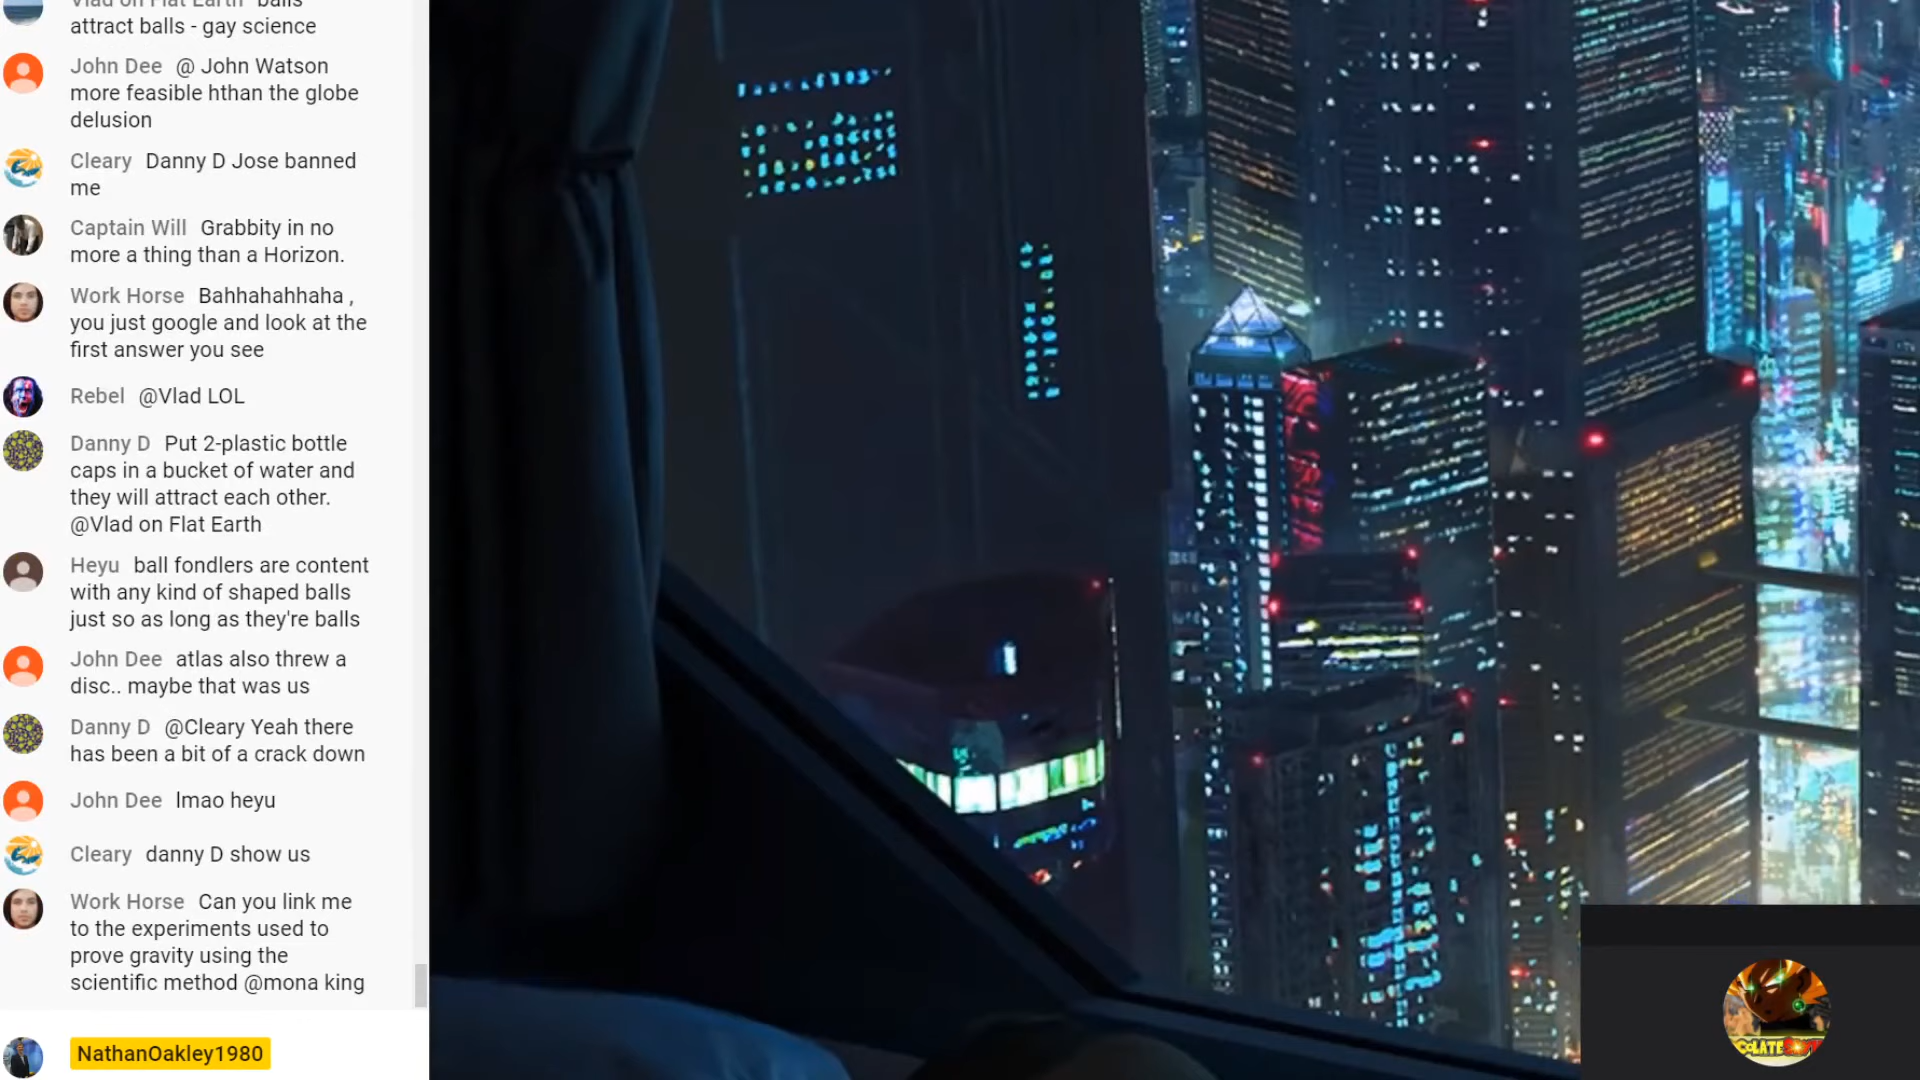 Vlad on Flat Earth balls
attract balls - gay science
John Dee @ John Watson
more feasible hthan the globe
delusion
Cleary Danny D Jose banned
me
Captain Will Grabbity in no
more a thing than a Horizon.
Work Horse Bahhahahhaha ,
you just google and look at the
first answer you see
Rebel @Vlad LOL
Danny D Put 2-plastic bottle
caps in a bucket of water and
they will attract each other.
@Vlad on Flat Earth
Heyu ball fondlers are content
with any kind of shaped balls
just so as long as they're balls
John Dee atlas also threw a
disc.. maybe that was us
Danny D @Cleary Yeah there
has been a bit of a crack down
John Dee lmao heyu
Cleary danny D show us
Work Horse Can you link me
to the experiments used to
prove gravity using the
scientific method @mona king
NathanOakley1980